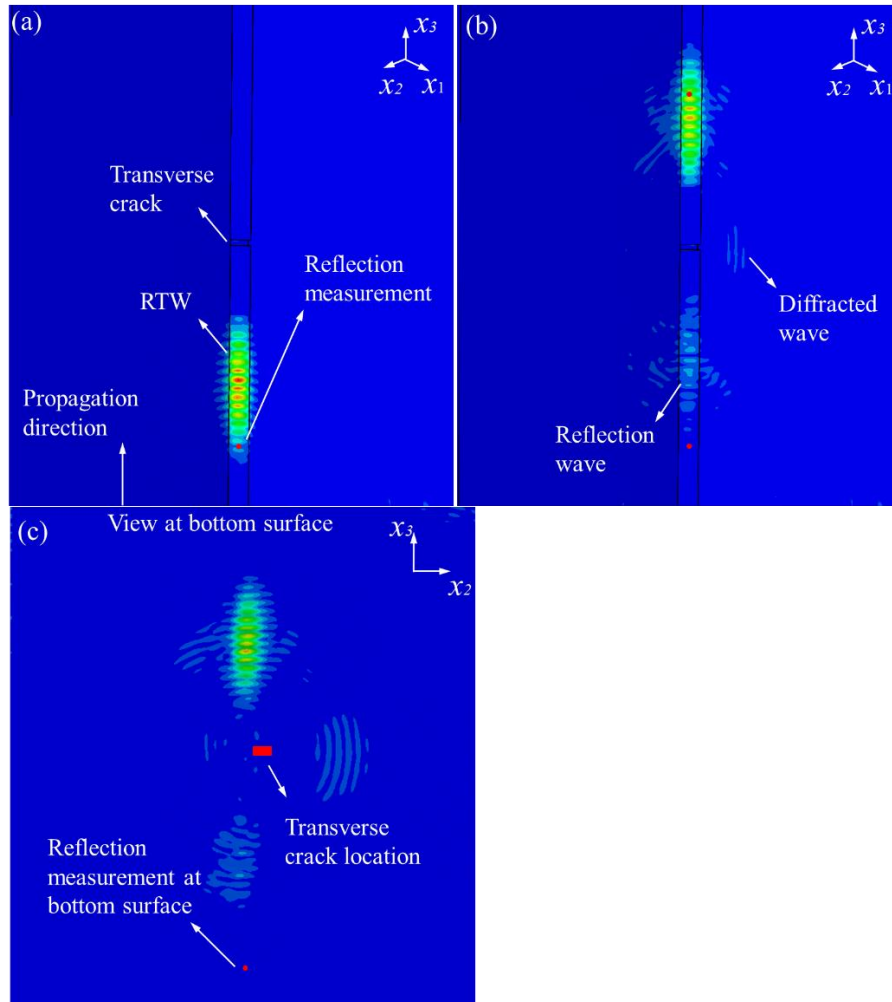 (a)
x3
x2
x1
Transverse
crack
Reflection
measurement
RTW
Propagation
direction
(b)
x3
x2
x1
Diffracted
wave
Reflection
wave
(c)
View at bottom surface
x3
x2
Transverse
crack location
Reflection
measurement at
bottom surface